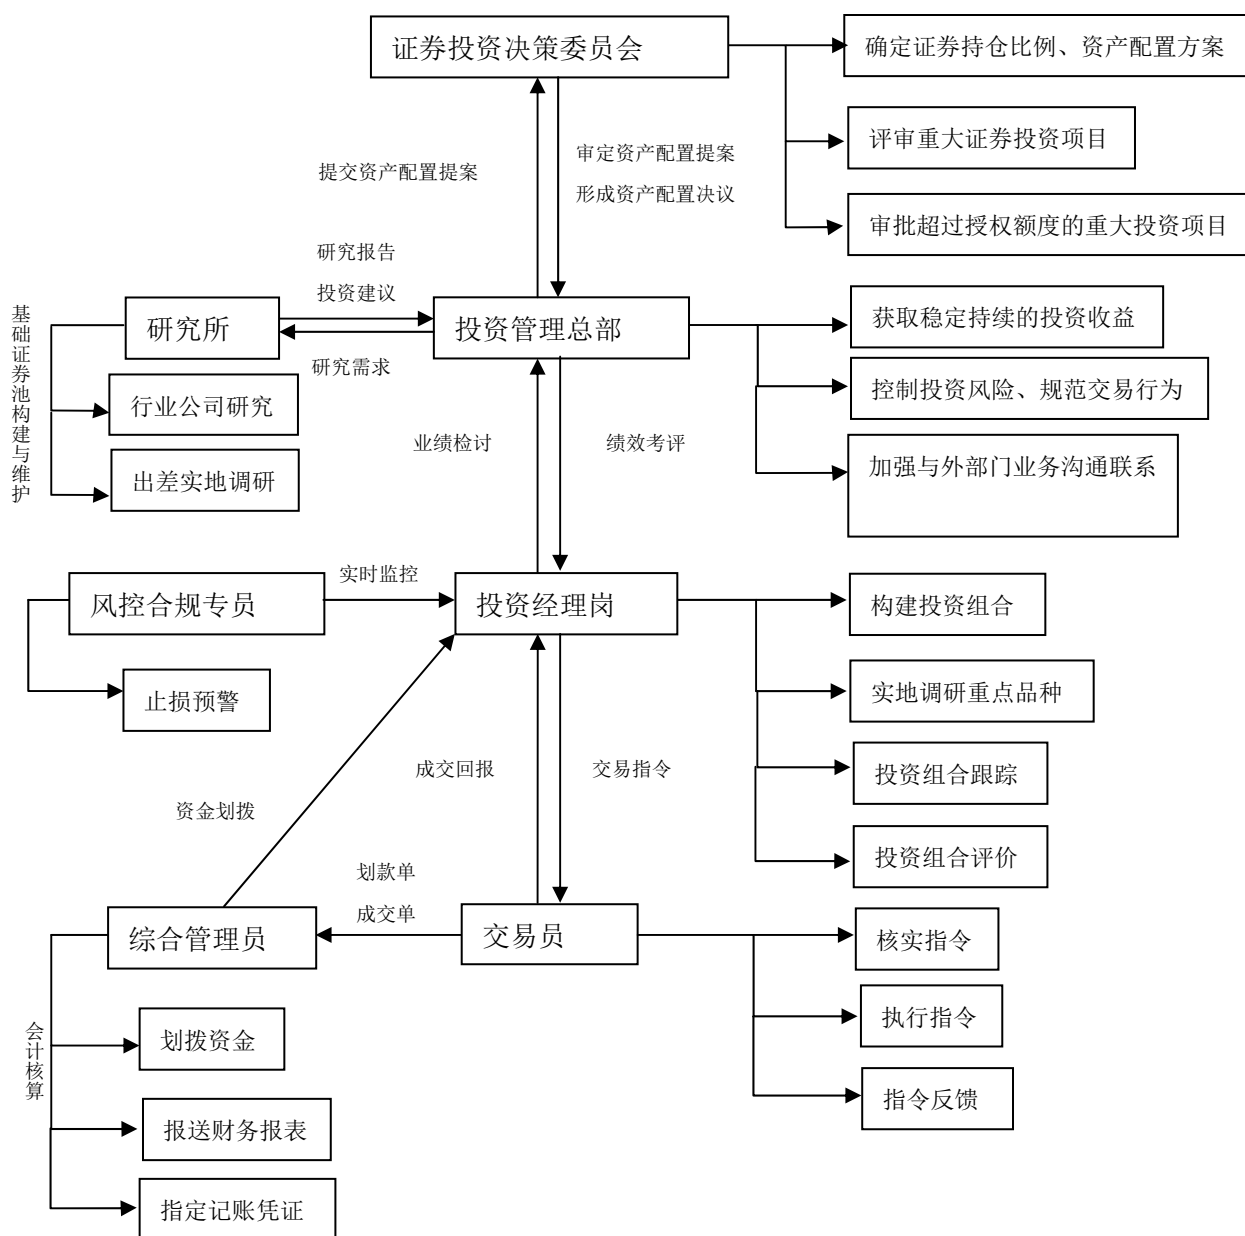 证券投资决策委员会
确定证券持仓比例、资产配置方案
评审重大证券投资项目
审定资产配置提案
提交资产配置提案
形成资产配置决议
审批超过授权额度的重大投资项目
研究报告
投资建议
基础证券池构建与维护
研究所
投资管理总部
获取稳定持续的投资收益
研究需求
控制投资风险、规范交易行为
行业公司研究
业绩检讨
绩效考评
加强与外部门业务沟通联系
出差实地调研
实时监控
风控合规专员
投资经理岗
构建投资组合
止损预警
实地调研重点品种
成交回报
交易指令
投资组合跟踪
资金划拨
投资组合评价
划款单
成交单
综合管理员
交易员
核实指令
会计核算
划拨资金
执行指令
指令反馈
报送财务报表
指定记账凭证